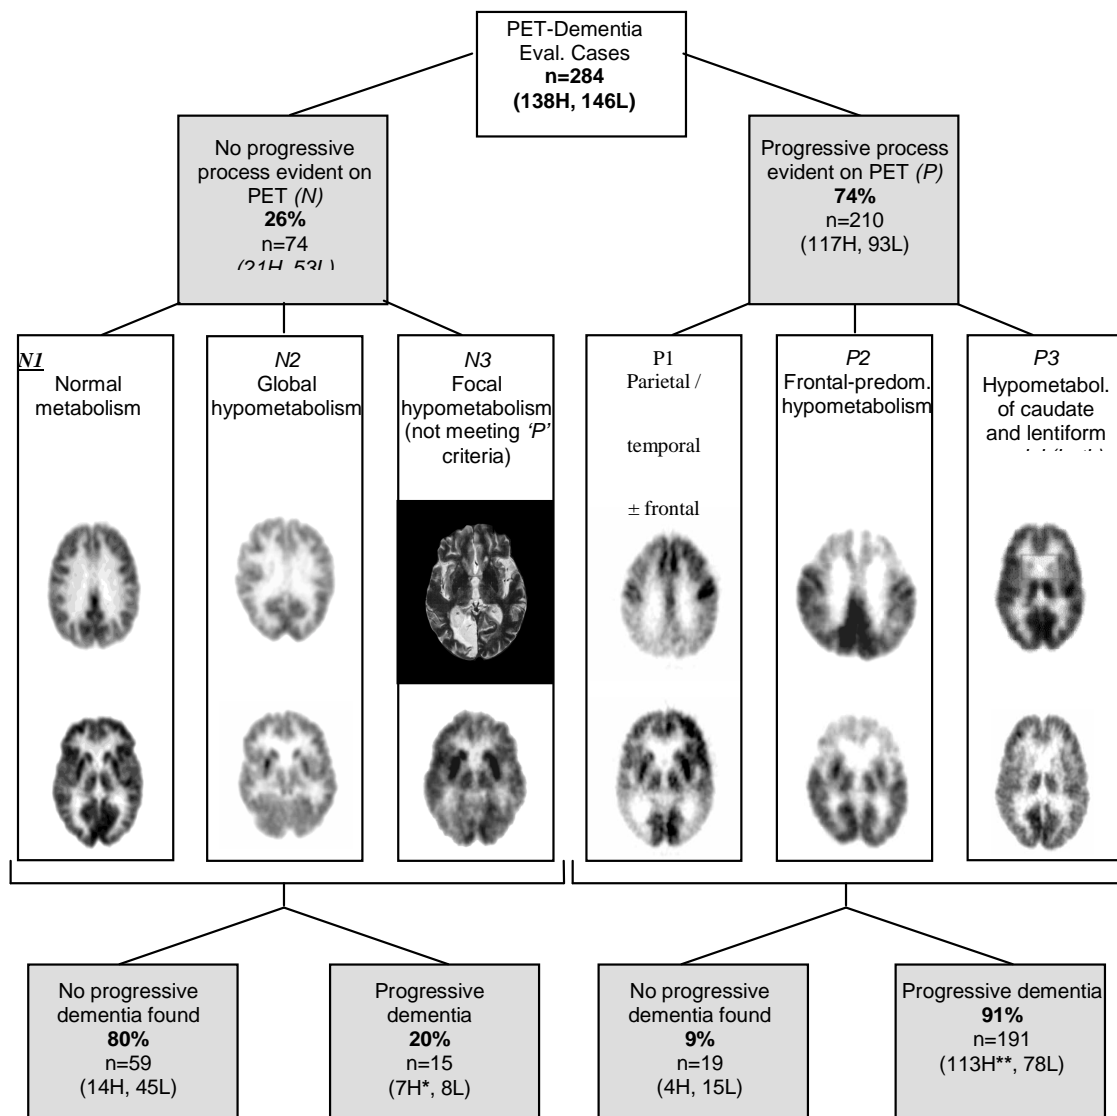 PET-Dementia
Eval. Cases
n=284
(138H, 146L)
No progressive
process evident on
PET (N)
26%
n=74
(21H, 53L)
Progressive process
evident on PET (P)
74%
n=210
(117H, 93L)
N1
Normal
metabolism
N2
Global
hypometabolism
N3
Focal
hypometabolism
(not meeting ‘P’
criteria)
P1
Parietal /
temporal
± frontal
P2
Frontal-predom.
hypometabolism
P3
Hypometabol.
of caudate
and lentiform
No progressive
dementia found
80%
n=59
(14H, 45L)
Progressive
dementia
20%
n=15
(7H*, 8L)
No progressive
dementia found
9%
n=19
(4H, 15L)
Progressive dementia
91%
n=191
(113H**, 78L)